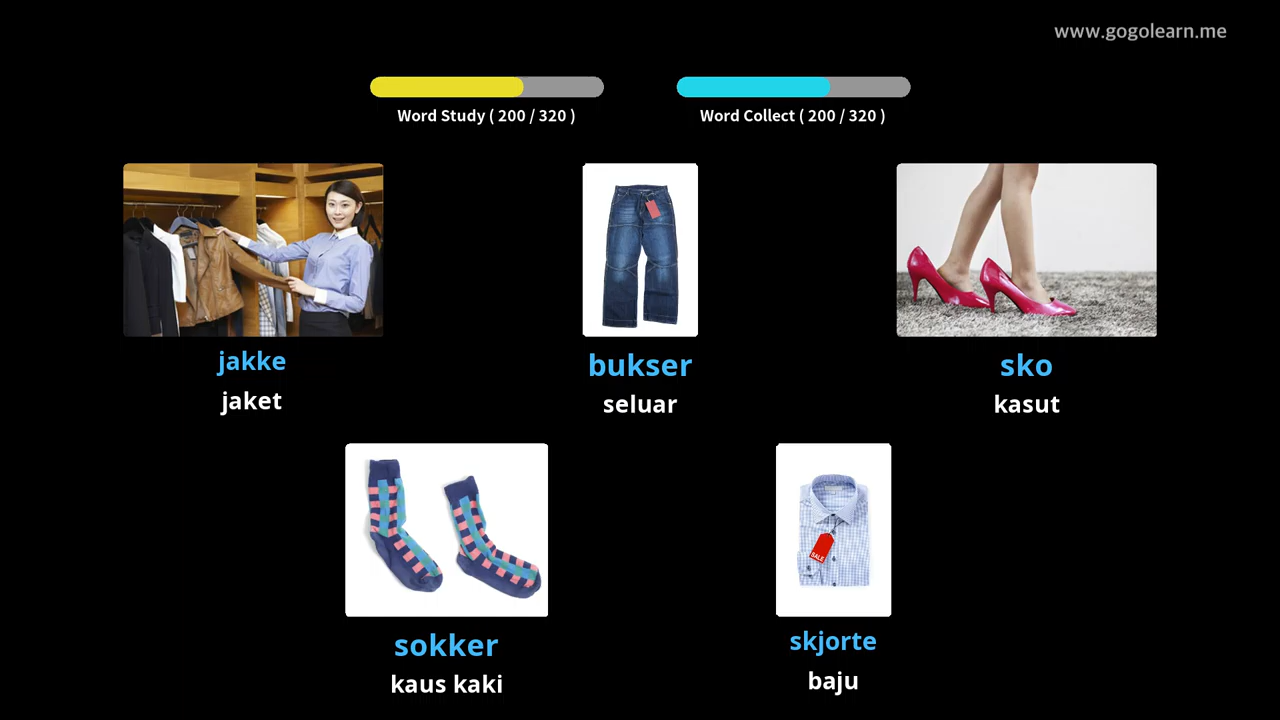 www.gogolearn.me
Word Study ( 200 / 320 )
Word Collect ( 200 / 320 )
jakke
jaket
bukser
seluar
sko
kasut
sokker
kaus kaki
SALE
skjorte
baju